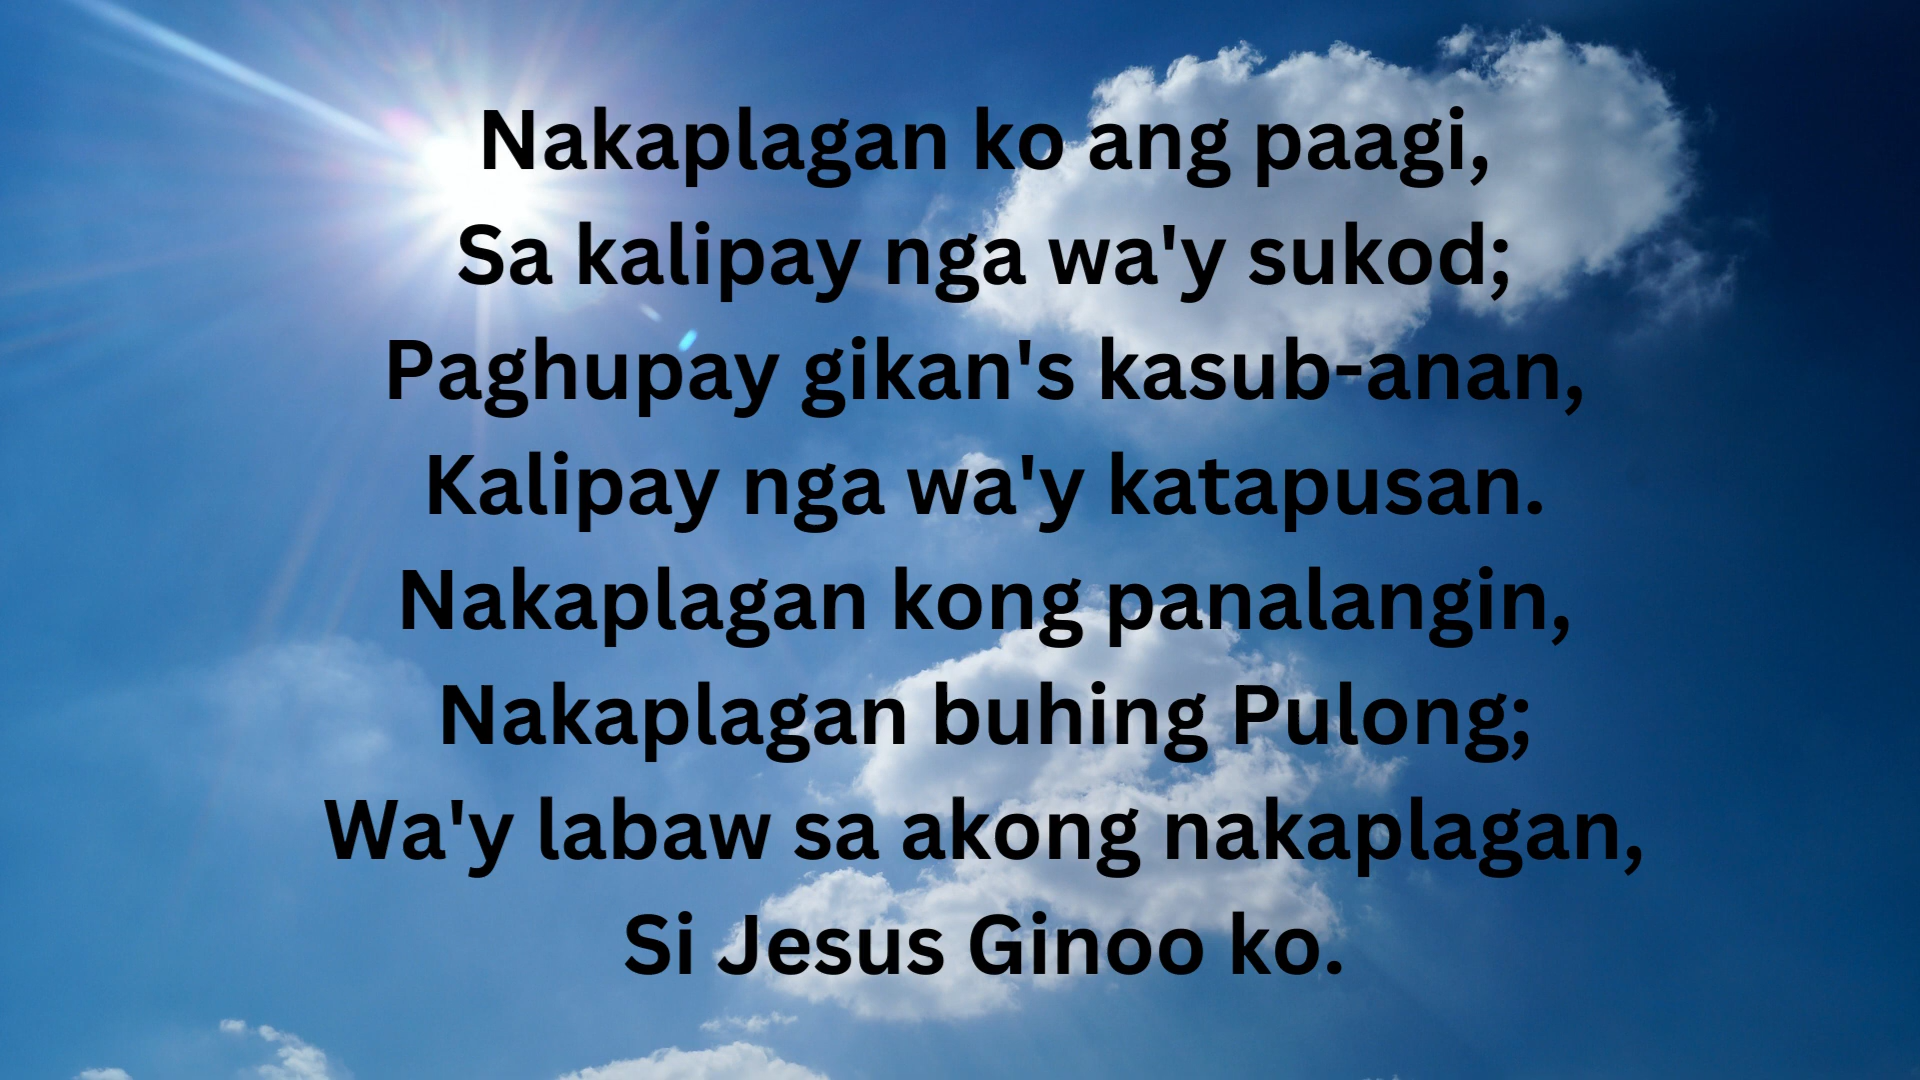 Nakaplagan ko ang paagi,
Sa kalipay nga wa'y sukod;
Paghupay gikan's kasub-anan,
Kalipay nga wa'y katapusan.
Nakaplagan kong panalangin,
Nakaplagan buhing Pulong;
Wa'y labaw sa akong nakaplagan,
Si Jesus Ginoo ko.